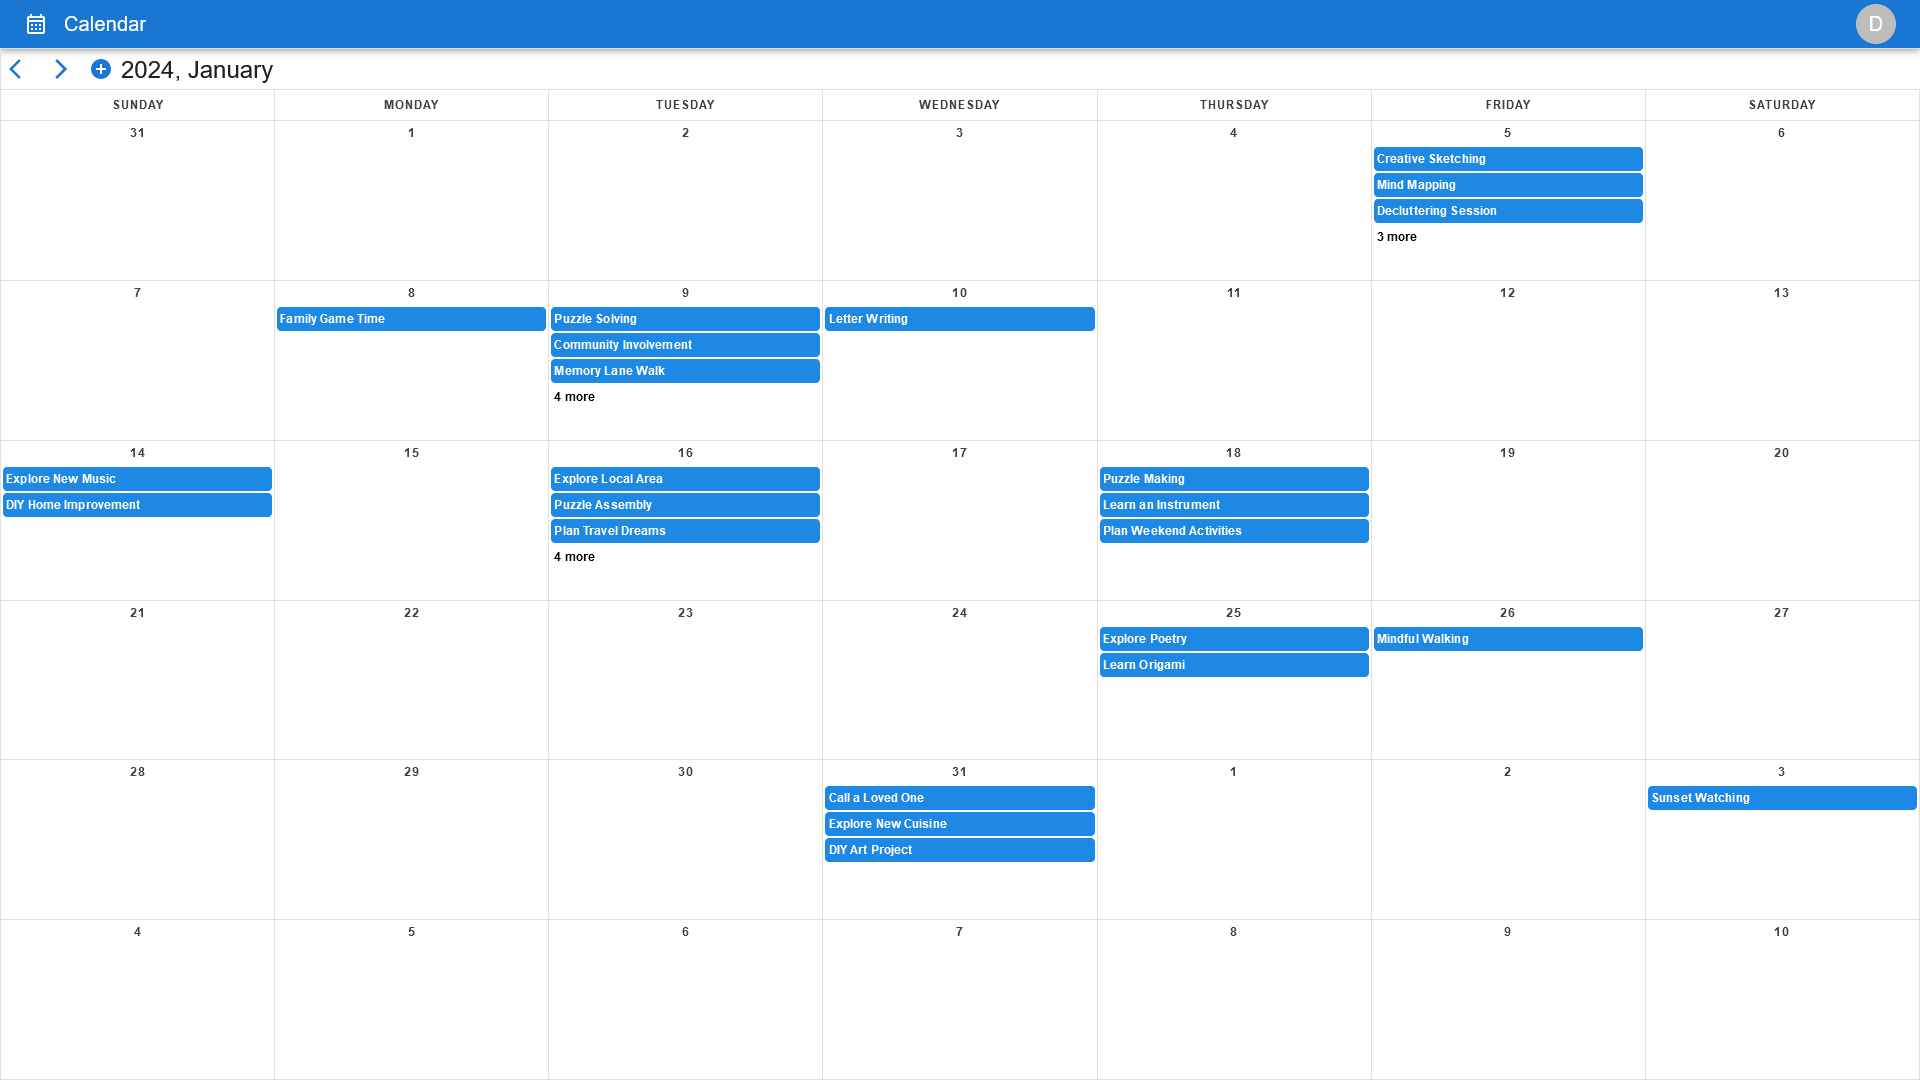 Calendar
D
2024, January
SUNDAY MONDAY TUESDAY WEDNESDAY THURSDAY FRIDAY SATURDAY
31 1 2 3 4 5 6
Creative Sketching
Mind Mapping
Decluttering Session
3 more
7 8 9 10 11 12 13
Family Game Time Puzzle Solving Letter Writing
Community Involvement
Memory Lane Walk
4 more
14 15 16 17 18 19 20
Explore New Music Explore Local Area Puzzle Making
DIY Home Improvement Puzzle Assembly Learn an Instrument
Plan Travel Dreams Plan Weekend Activities
4 more
21 22 23 24 25 26 27
Explore Poetry Mindful Walking
Learn Origami
28 29 30 31 1 2 3
Call a Loved One Sunset Watching
Explore New Cuisine
DIY Art Project
4 5 6 7 8 9 10